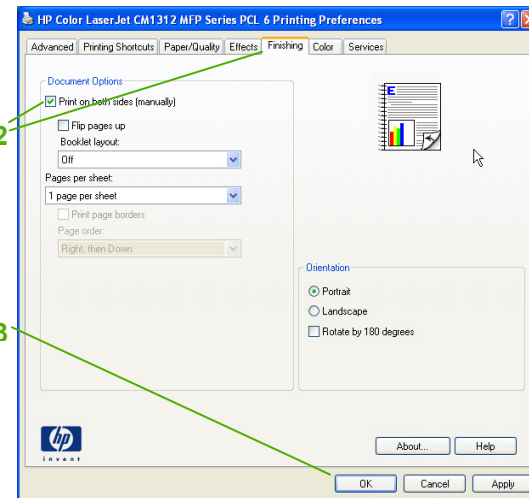 HP Color LaserJet CM1312 MFP Series PCL 6 Printing Preferences
Advanced Printing Shortcuts Paper/Quality Effects Finishing Color Services
Document Options
Print on both sides (manually)
2
Flip pages up
Booklet layout:
Off
Pages per sheet:
1 page per sheet
Print page borders
Page order:
Right, then Down
E
Orientation
Portrait
Landscape
Rotate by 180 degrees
3
hp
invent
About... Help
OK Cancel Apply